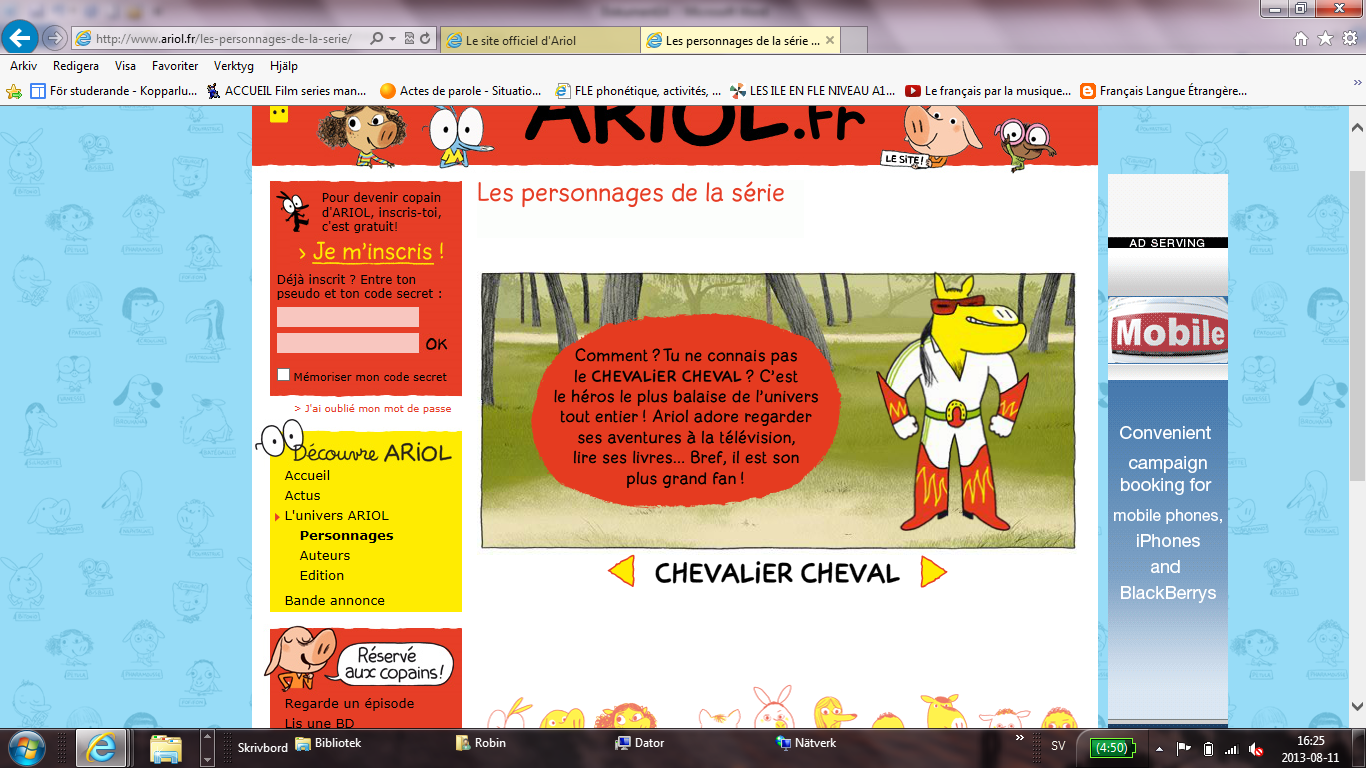 http://www.ariol.fr/les-personnages-de-la-serie/
Le site officiel d'Ariol
Les personnages de la série ...
Arkiv Redigera Visa Favoriter Verktyg Hjälp
För studerande - Kopparlu...
ACCUEIL Film series man...
Actes de parole - Situatio...
FLE phonétique, activités, ...
LES ILE EN FLE NIVEAU A1...
Le français par la musique...
Français Langue Étrangère...
ARIOL.FR
LE SITE!
Pour devenir copain
d'ARIOL, inscris-toi,
c'est gratuit!
> Je m'inscris !
Déjà inscrit ? Entre ton
pseudo et ton code secret :
OK
Mémoriser mon code secret
> J'ai oublié mon mot de passe
Découvre ARIOL
Accueil
Actus
L'univers ARIOL
Personnages
Auteurs
Edition
Bande annonce
Réservé
aux copains!
Regarde un épisode
Lis une BD
Les personnages de la série
Comment ? Tu ne connais pas
le CHEVALIER CHEVAL ? C'est
le héros le plus balaise de l'univers
tout entier ! Ariol adore regarder
ses aventures à la télévision,
lire ses livres... Bref, il est son
plus grand fan !
CHEVALIER CHEVAL
AD SERVING
Mobile
Convenient
campaign
booking for
mobile phones,
iPhones
and
BlackBerrys
Skrivbord
Bibliotek
Robin
Dator
Nätverk
SV
(4:50)
16:25
2013-08-11